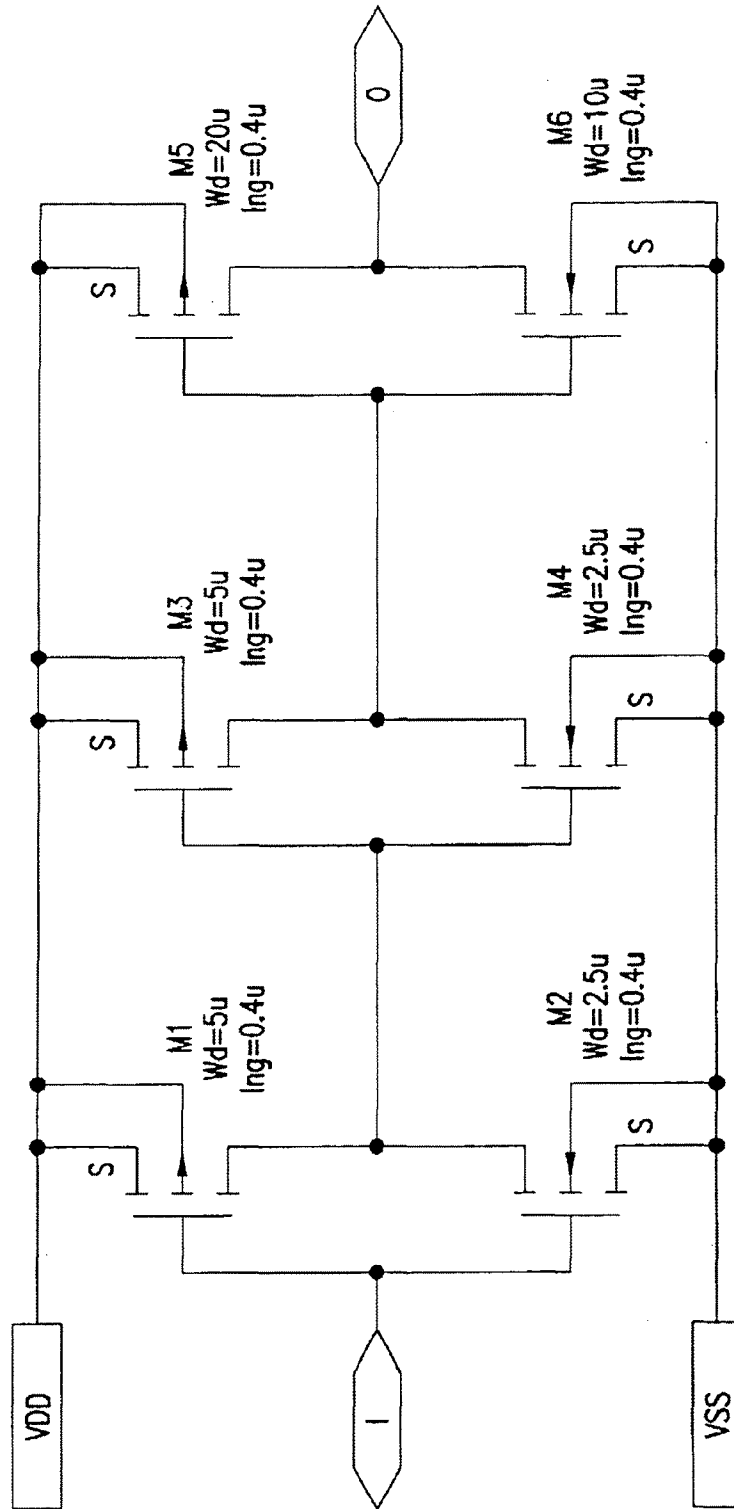 VDD
I
VSS
S
M1
Wd=5u
lng=0.4u
M2
Wd=2.5u
lng=0.4u
S
S
M3
Wd=5u
lng=0.4u
M4
Wd=2.5u
lng=0.4u
S
S
M5
Wd=20u
lng=0.4u
O
M6
Wd=10u
lng=0.4u
S